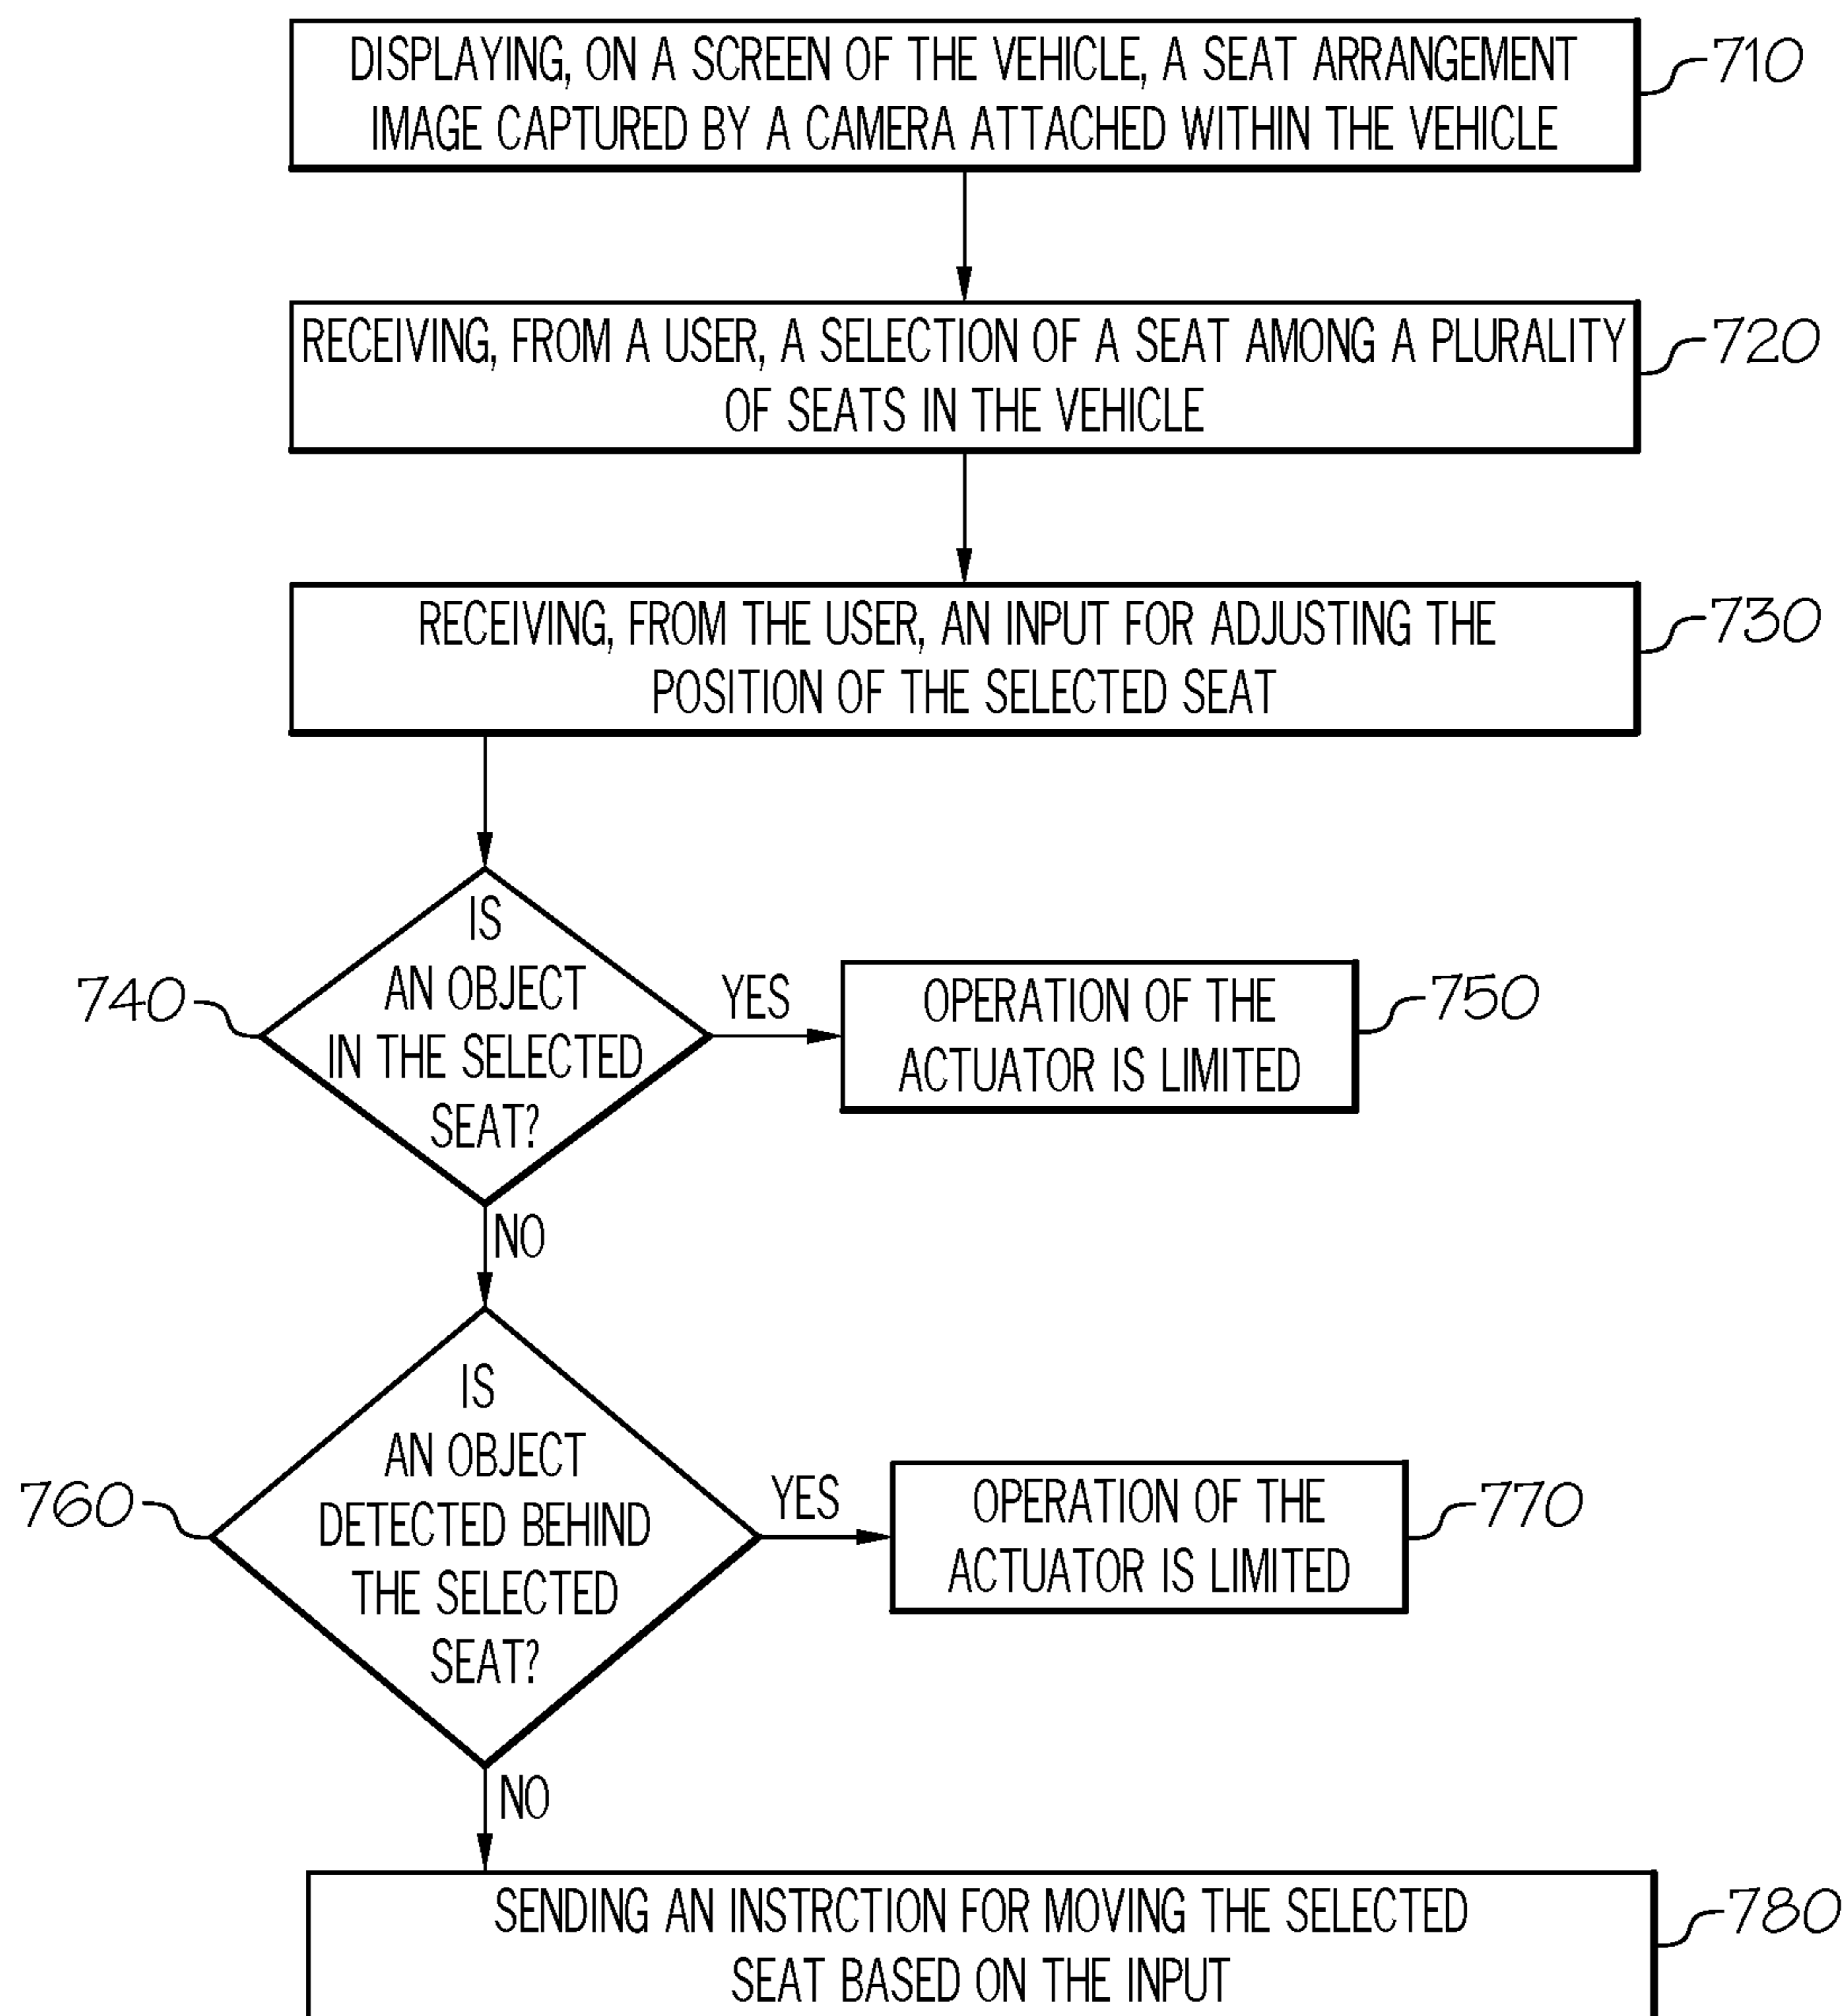 DISPLAYING, ON A SCREEN OF THE VEHICLE, A SEAT ARRANGEMENT
IMAGE CAPTURED BY A CAMERA ATTACHED WITHIN THE VEHICLE
710
RECEIVING, FROM A USER, A SELECTION OF A SEAT AMONG A PLURALITY
OF SEATS IN THE VEHICLE
720
RECEIVING, FROM THE USER, AN INPUT FOR ADJUSTING THE
POSITION OF THE SELECTED SEAT
730
IS
AN OBJECT
IN THE SELECTED
SEAT?
740
YES
OPERATION OF THE
ACTUATOR IS LIMITED
750
NO
IS
AN OBJECT
DETECTED BEHIND
THE SELECTED
SEAT?
760
YES
OPERATION OF THE
ACTUATOR IS LIMITED
770
NO
SENDING AN INSTRCTION FOR MOVING THE SELECTED
SEAT BASED ON THE INPUT
780